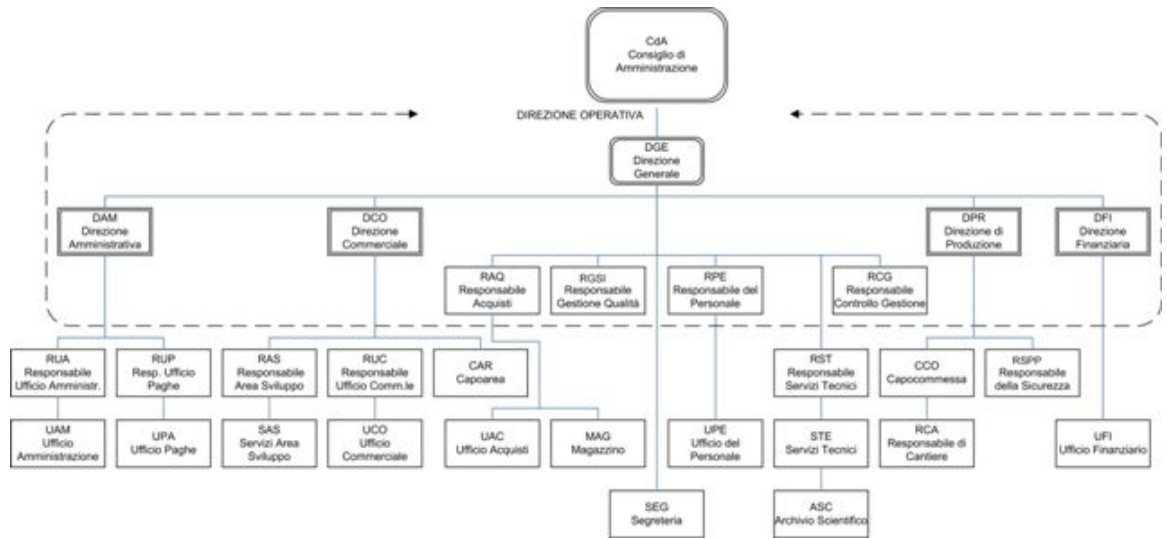 CdA
Consiglio di
Amministrazione
DIREZIONE OPERATIVA
DGE
Direzione
Generale
DAM
Direzione
Amministrativa
DCO
Direzione
Commerciale
DPR
Direzione di
Produzione
DFI
Direzione
Finanziaria
RAQ
Responsabile
Acquisti
RGSI
Responsabile
Gestione Qualità
RPE
Responsabile del
Personale
RCG
Responsabile
Controllo Gestione
RUA
Responsabile
Ufficio Amministr.
RUP
Resp. Ufficio
Paghe
RAS
Responsabile
Area Sviluppo
RUC
Responsabile
Ufficio Comm.le
CAR
Capoarea
RST
Responsabile
Servizi Tecnici
CCO
Capocommessa
RSPP
Responsabile
della Sicurezza
UAM
Ufficio
Amministrazione
UPA
Ufficio Paghe
SAS
Servizi Area
Sviluppo
UCO
Ufficio
Commerciale
UAC
Ufficio Acquisti
MAG
Magazzino
UPE
Ufficio del
Personale
STE
Servizi Tecnici
RCA
Responsabile di
Cantiere
UFI
Ufficio Finanziario
SEG
Segreteria
ASC
Archivio Scientifico